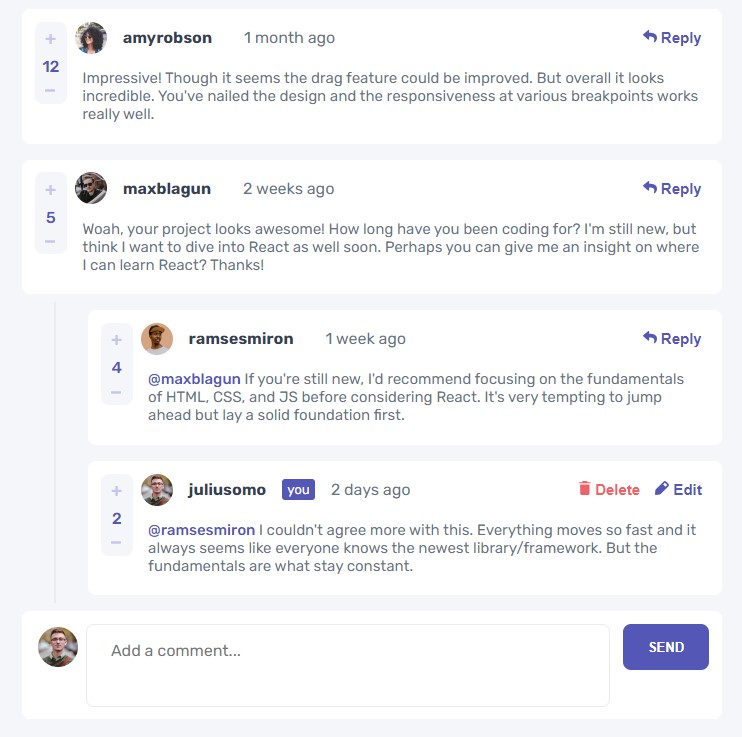 +
12
−
amyrobson 1 month ago Reply
Impressive! Though it seems the drag feature could be improved. But overall it looks
incredible. You've nailed the design and the responsiveness at various breakpoints works
really well.
+
5
−
maxblagun 2 weeks ago Reply
Woah, your project looks awesome! How long have you been coding for? I'm still new, but
think I want to dive into React as well soon. Perhaps you can give me an insight on where
I can learn React? Thanks!
+
4
−
ramsesmiron 1 week ago Reply
@maxblagun If you're still new, I'd recommend focusing on the fundamentals
of HTML, CSS, and JS before considering React. It's very tempting to jump
ahead but lay a solid foundation first.
+
2
−
juliusomo you 2 days ago Delete Edit
@ramsesmiron I couldn't agree more with this. Everything moves so fast and it
always seems like everyone knows the newest library/framework. But the
fundamentals are what stay constant.
Add a comment... SEND